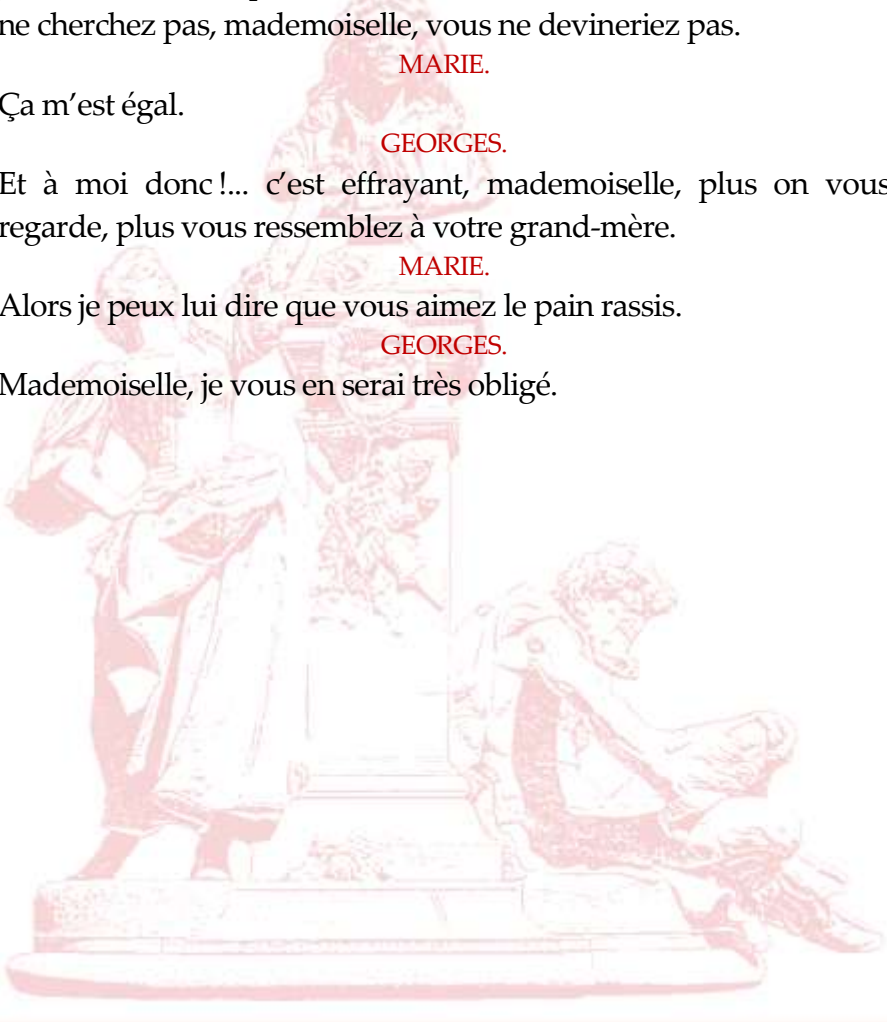 ne cherchez pas, mademoiselle, vous ne devineriez pas.
MARIE.
Ça m’est égal.
GEORGES.
Et à moi donc !... c’est effrayant, mademoiselle, plus on vous
regarde, plus vous ressemblez à votre grand-mère.
MARIE.
Alors je peux lui dire que vous aimez le pain rassis.
GEORGES.
Mademoiselle, je vous en serai très obligé.